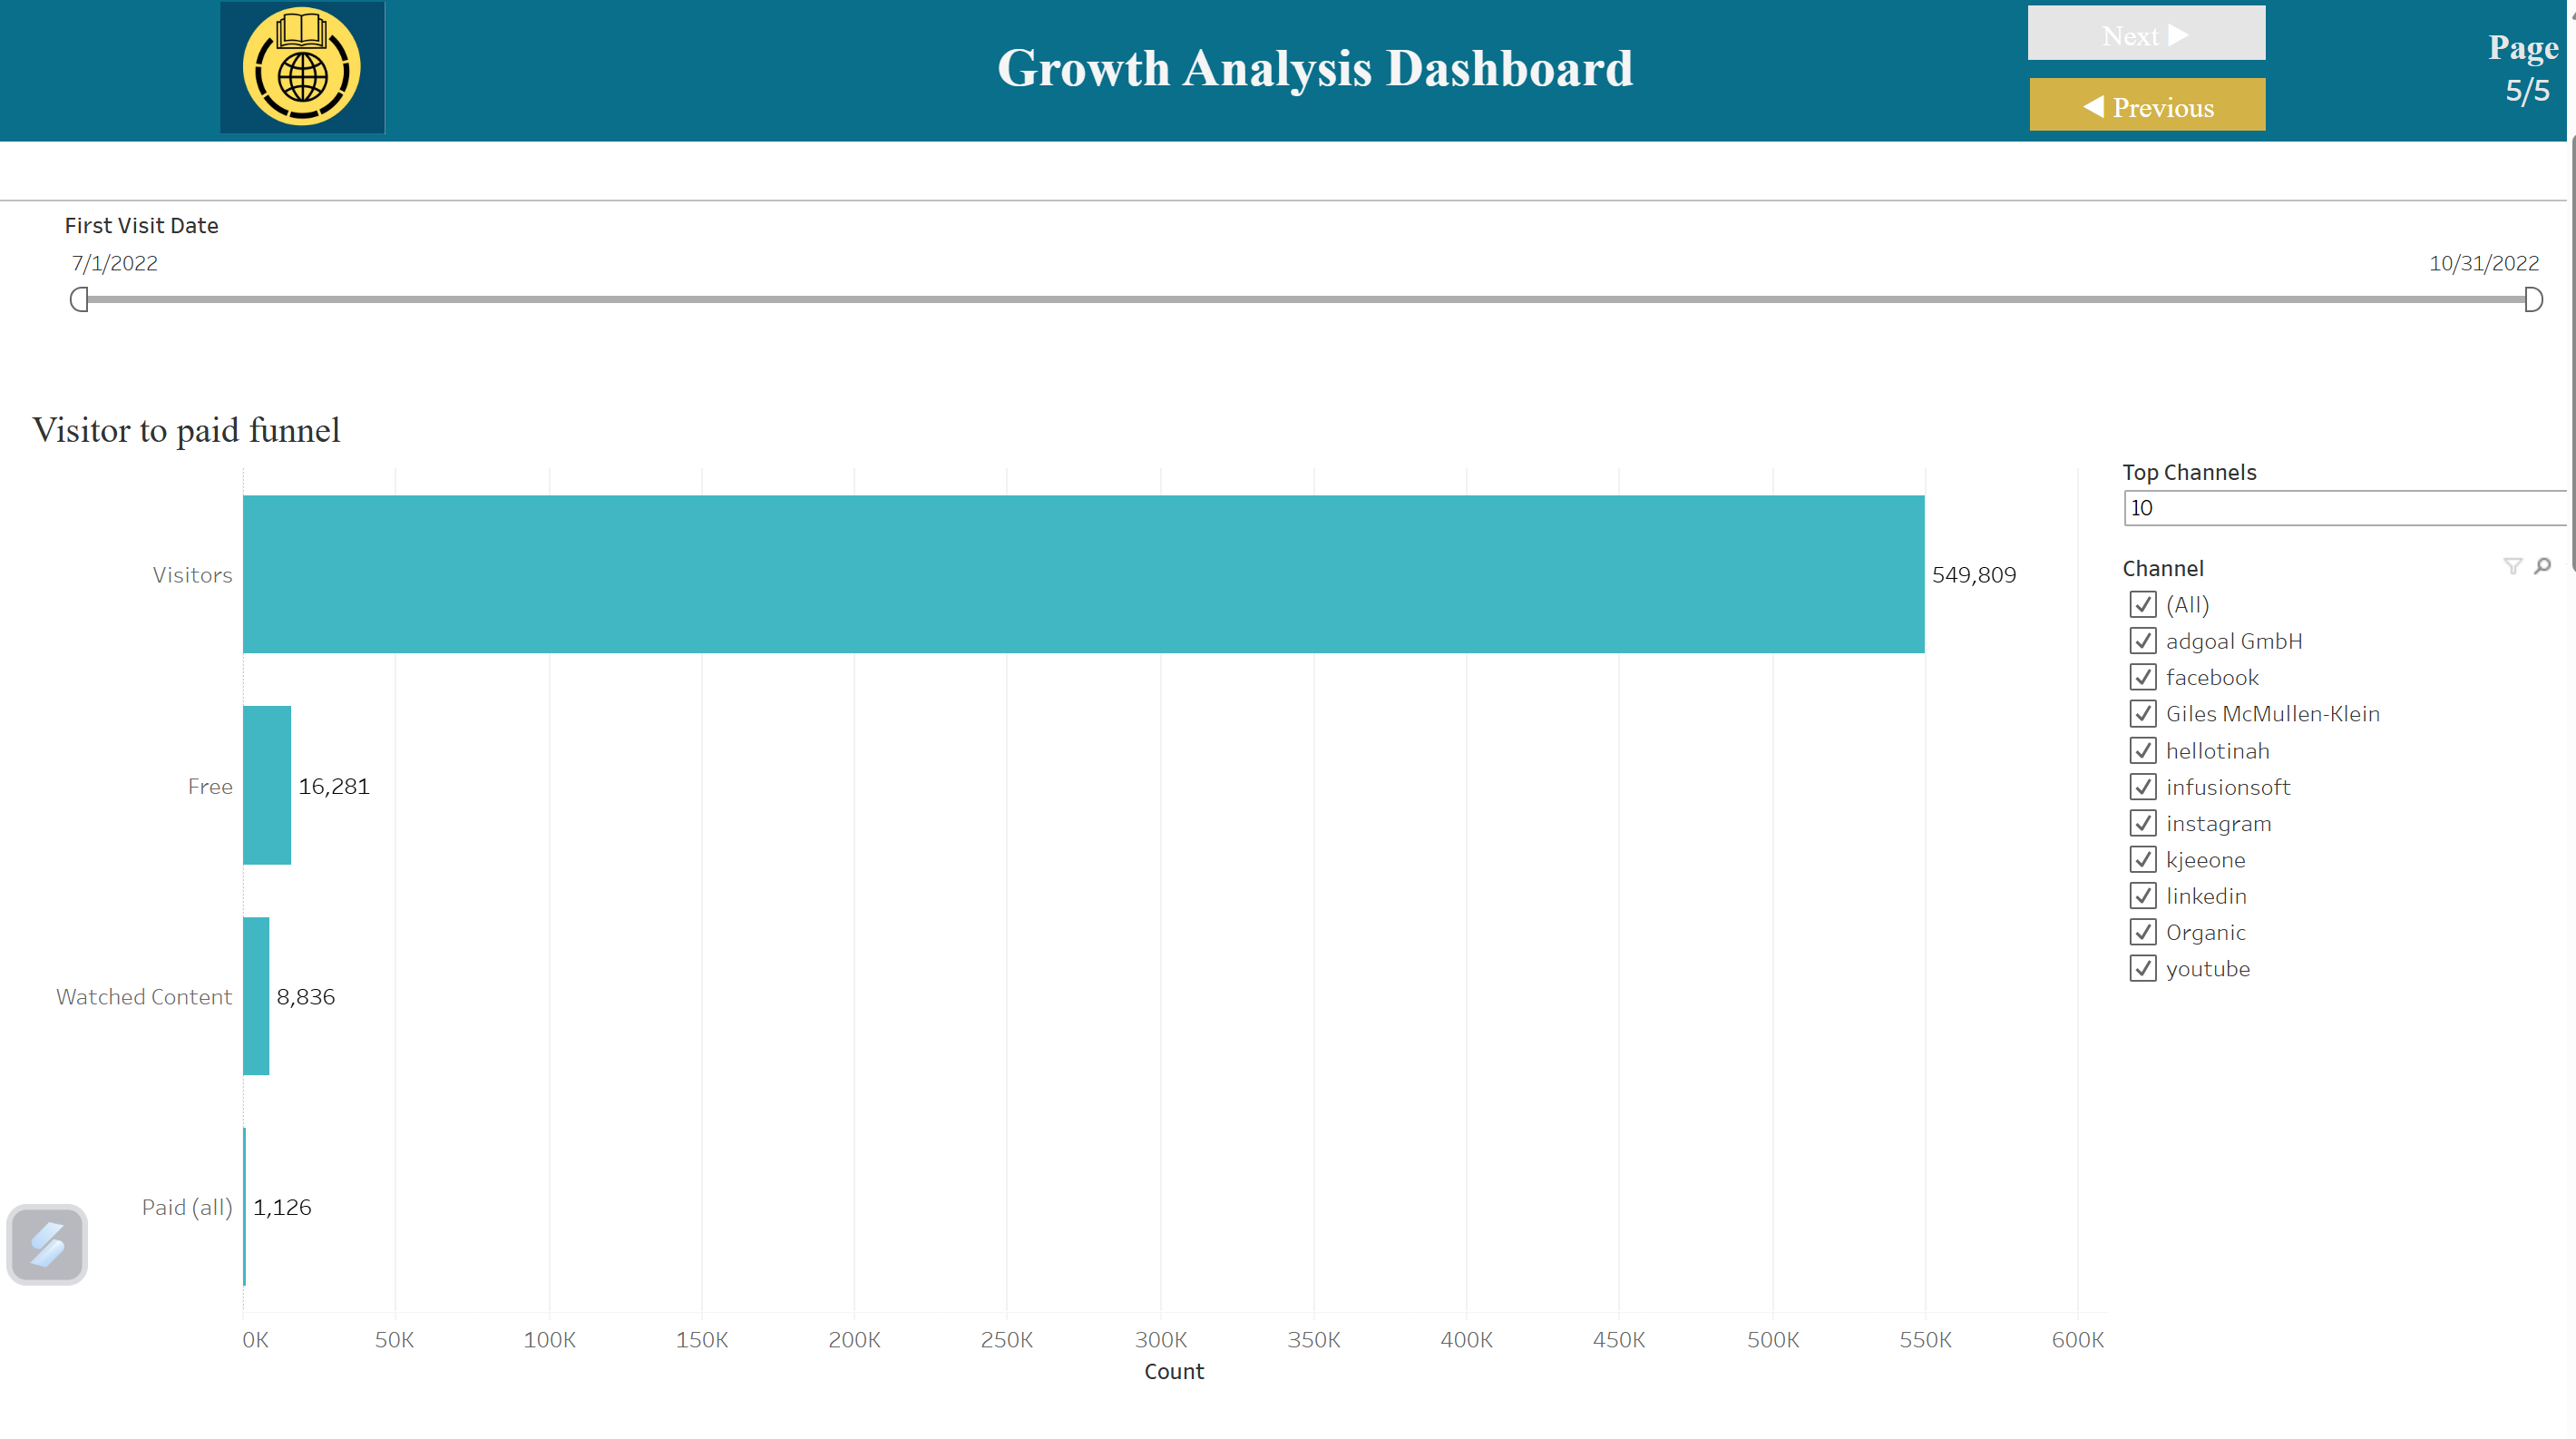 Growth Analysis Dashboard
Next ▶
◀ Previous
Page
5/5
First Visit Date
7/1/2022
10/31/2022
Visitor to paid funnel
Visitors
549,809
Free
16,281
Watched Content
8,836
Paid (all)
1,126
0K
50K
100K
150K
200K
250K
300K
350K
400K
450K
500K
550K
600K
Count
Top Channels
10
Channel
(All)
adgoal GmbH
facebook
Giles McMullen-Klein
hellotinah
infusionsoft
instagram
kjeeone
linkedin
Organic
youtube